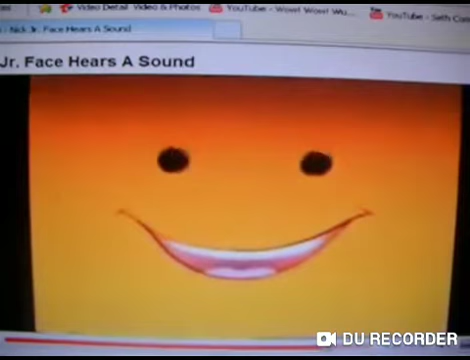 Video Detail Video & Photos YouTube - Wow! Wow! Wu... YouTube - Seth Co
- Nick Jr. Face Hears A Sound
Jr. Face Hears A Sound
DU RECORDER